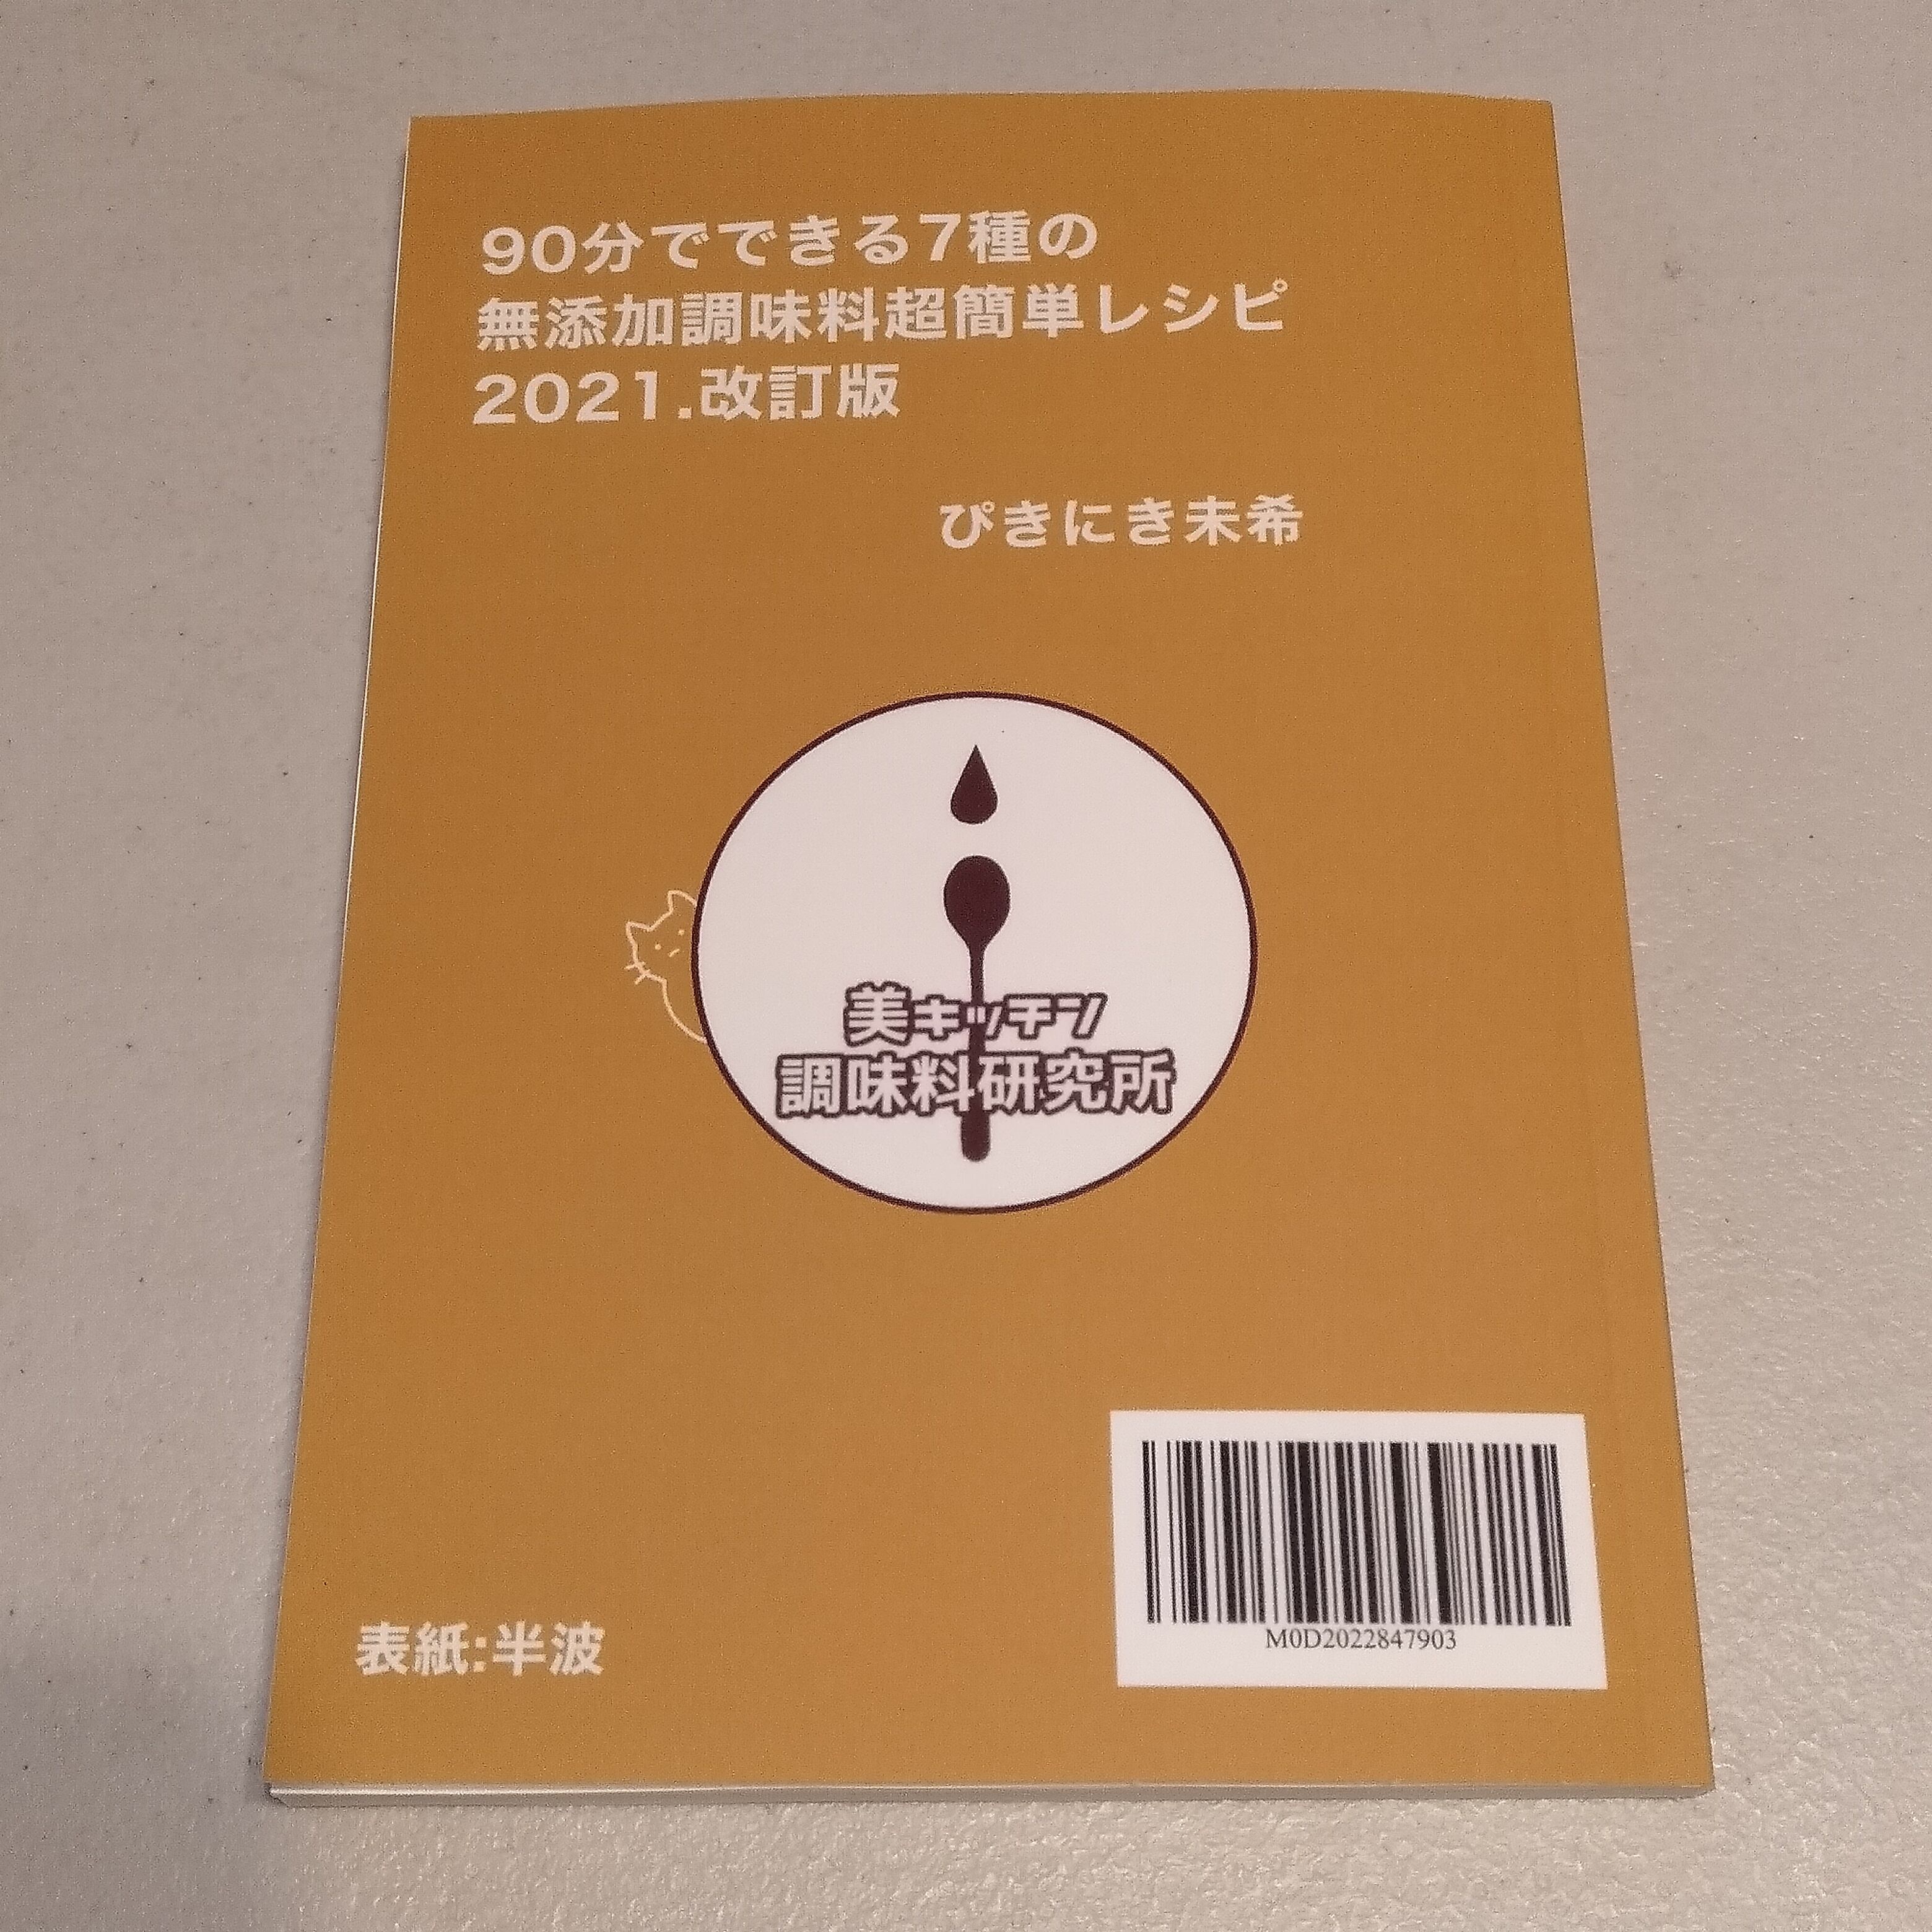 90分でできる7種の
無添加調味料超簡単レシピ
2021.改訂版
ぴきにき未希
美キッチン
調味料研究所
表紙:半波
M0D2022847903